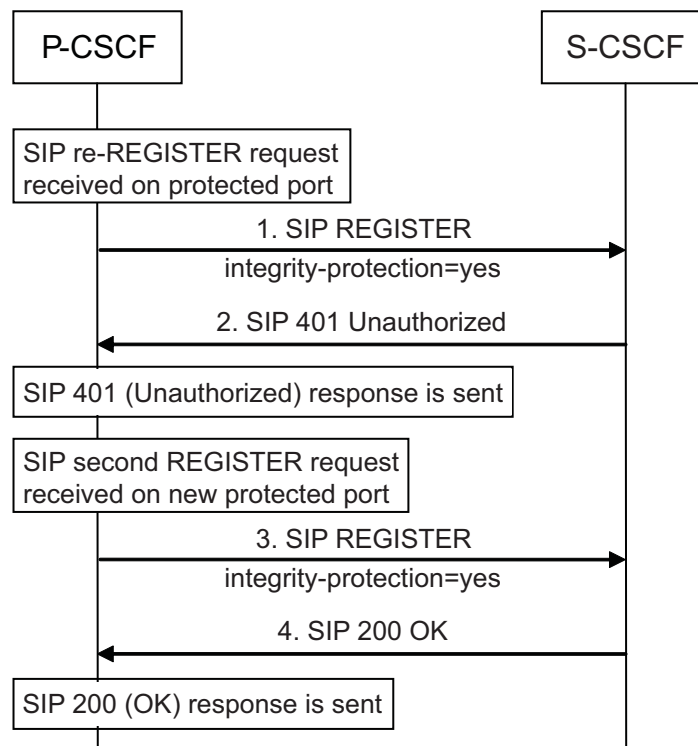 P-CSCF
S-CSCF
SIP re-REGISTER request
received on protected port
1. SIP REGISTER
integrity-protection=yes
2. SIP 401 Unauthorized
SIP 401 (Unauthorized) response is sent
SIP second REGISTER request
received on new protected port
3. SIP REGISTER
integrity-protection=yes
4. SIP 200 OK
SIP 200 (OK) response is sent